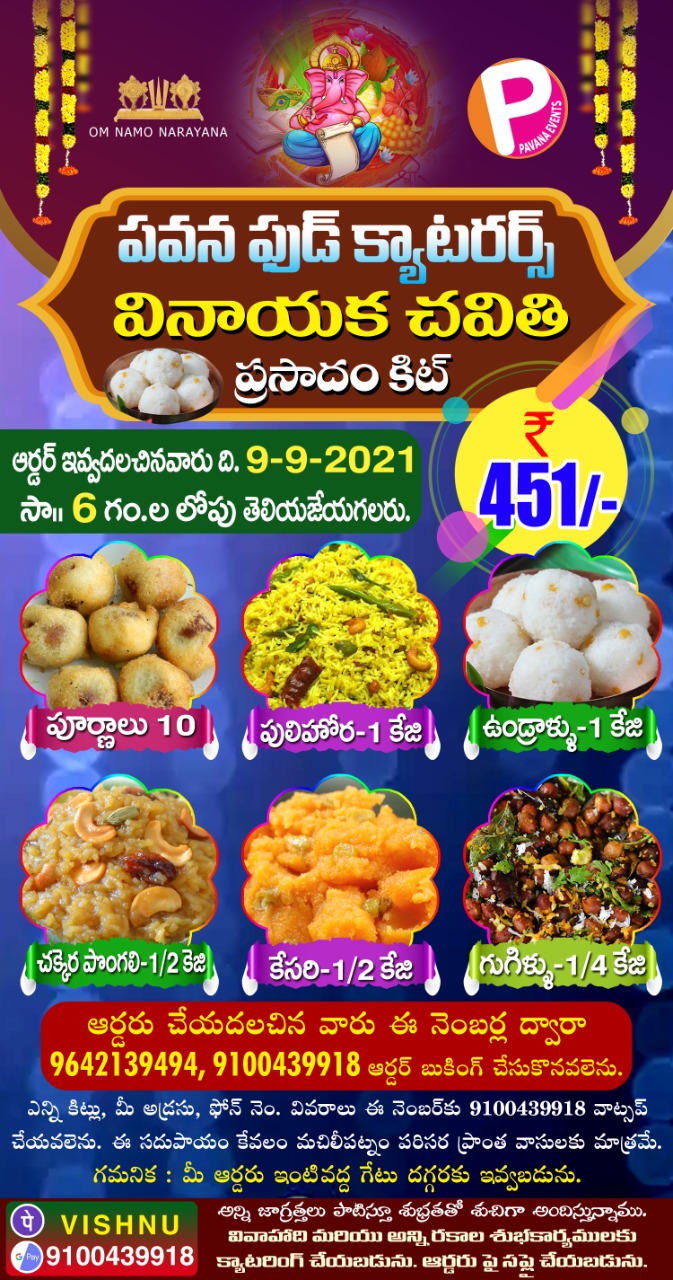 OM NAMO NARAYANA
P
PAVANA EVENTS
పవన ఫుడ్ క్యాటరర్స్
వినాయక చవితి
ప్రసాదం కిట్
ఆర్డర్ ఇవ్వదలచినవారు ది. 9-9-2021
సా॥ 6 గం.ల లోపు తెలియజేయగలరు.
₹
451/-
పూర్ణాలు 10
పులిహోర-1 కేజి
ఉండ్రాళ్ళు-1 కేజి
చక్కెర పొంగలి-1/2 కెజి
కేసరి-1/2 కేజి
గుగిళ్ళు-1/4 కేజి
ఆర్డరు చేయదలచిన వారు ఈ నెంబర్ల ద్వారా
9642139494, 9100439918 ఆర్డర్ బుకింగ్ చేసుకొనవలెను.
ఎన్ని కిట్లు, మీ అడ్రసు, ఫోన్ నెం. వివరాలు ఈ నెంబర్‌కు 9100439918 వాట్సప్
చేయవలెను. ఈ సదుపాయం కేవలం మచిలీపట్నం పరిసర ప్రాంత వాసులకు మాత్రమే.
గమనిక : మీ ఆర్డరు ఇంటివద్ద గేటు దగ్గరకు ఇవ్వబడును.
पे VISHNU
G Pay 9100439918
అన్ని జాగ్రత్తలు పాటిస్తూ శుభ్రతతో శుచిగా అందిస్తున్నాము.
వివాహాది మరియు అన్నిరకాల శుభకార్యములకు
క్యాటరింగ్ చేయబడును. ఆర్డరు పై సప్లై చేయబడును.